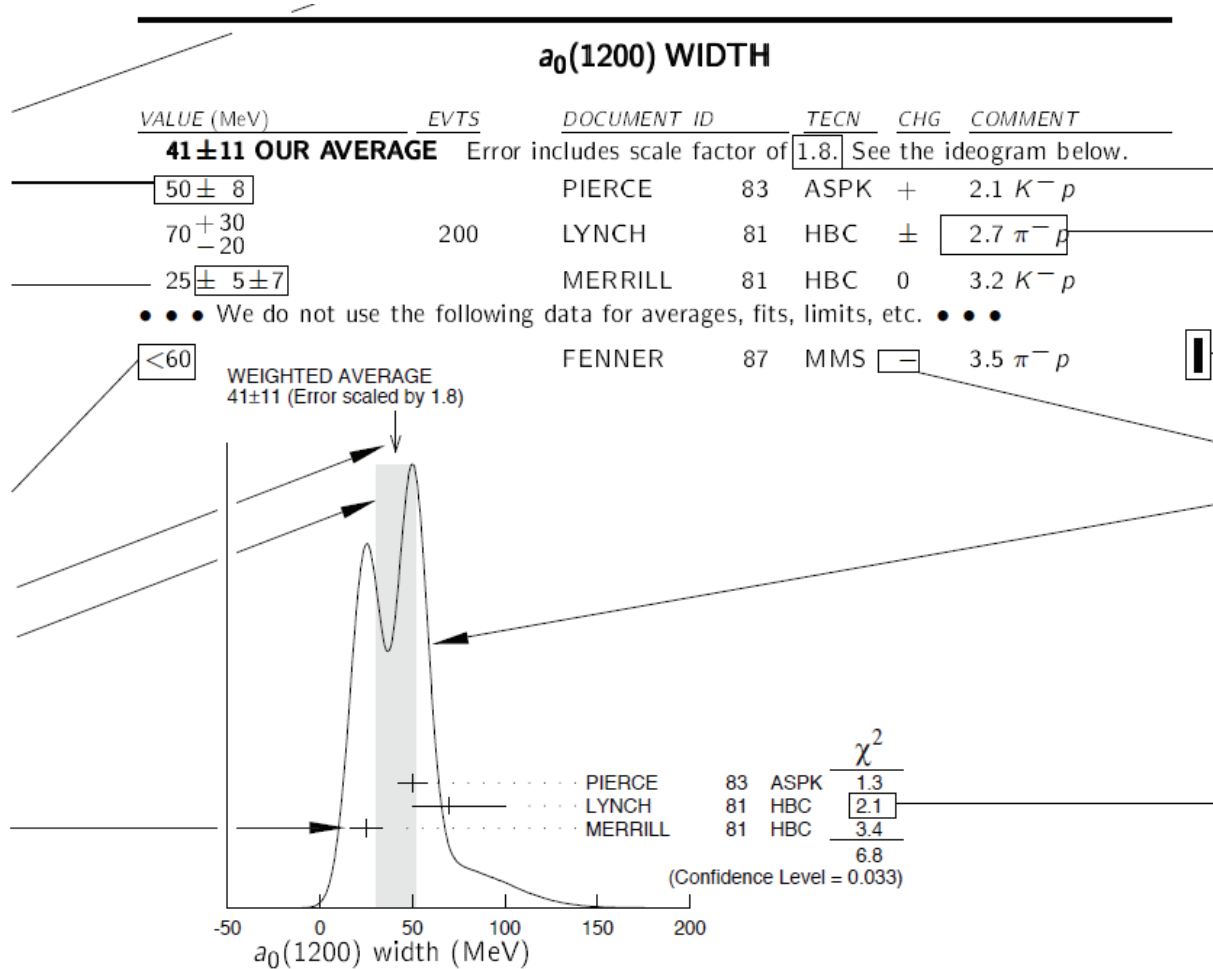 a₀(1200) WIDTH
VALUE (MeV) EVTS DOCUMENT ID TECN CHG COMMENT
41±11 OUR AVERAGE Error includes scale factor of 1.8. See the ideogram below.
50± 8 PIERCE 83 ASPK + 2.1 K⁻ p
70 +30 −20 200 LYNCH 81 HBC ± 2.7 π⁻ p
25± 5±7 MERRILL 81 HBC 0 3.2 K⁻ p
• • • We do not use the following data for averages, fits, limits, etc. • • •
<60 FENNER 87 MMS − 3.5 π⁻ p
WEIGHTED AVERAGE
41±11 (Error scaled by 1.8)
χ²
PIERCE 83 ASPK 1.3
LYNCH 81 HBC 2.1
MERRILL 81 HBC 3.4
6.8
(Confidence Level = 0.033)
-50 0 50 100 150 200
a₀(1200) width (MeV)